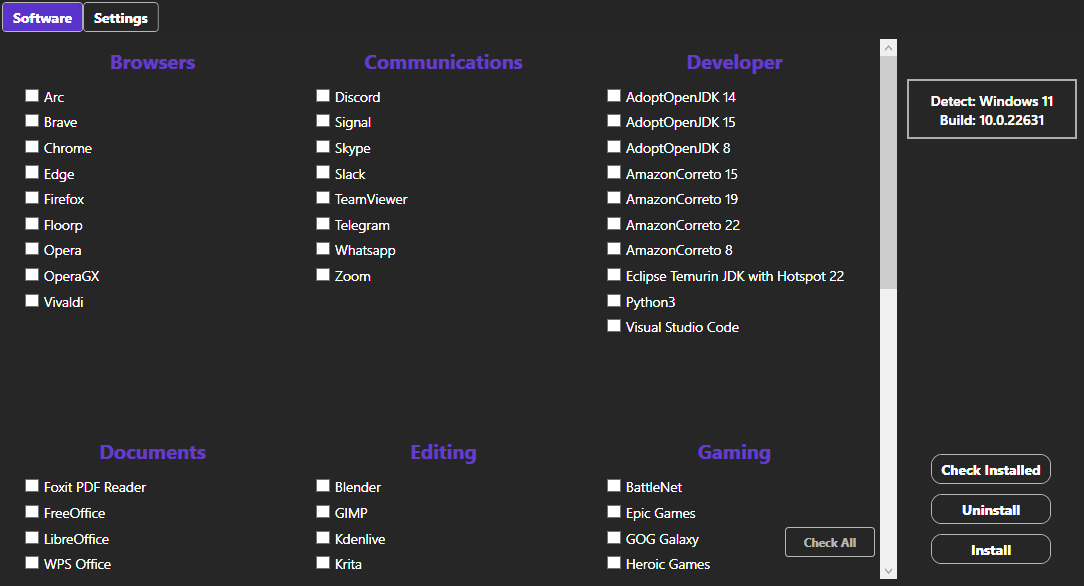 Software
Settings
Browsers
Arc
Brave
Chrome
Edge
Firefox
Floorp
Opera
OperaGX
Vivaldi
Communications
Discord
Signal
Skype
Slack
TeamViewer
Telegram
Whatsapp
Zoom
Developer
AdoptOpenJDK 14
AdoptOpenJDK 15
AdoptOpenJDK 8
AmazonCorreto 15
AmazonCorreto 19
AmazonCorreto 22
AmazonCorreto 8
Eclipse Temurin JDK with Hotspot 22
Python3
Visual Studio Code
Documents
Foxit PDF Reader
FreeOffice
LibreOffice
WPS Office
Editing
Blender
GIMP
Kdenlive
Krita
Gaming
BattleNet
Epic Games
GOG Galaxy
Heroic Games
Check All
Detect: Windows 11
Build: 10.0.22631
Check Installed
Uninstall
Install